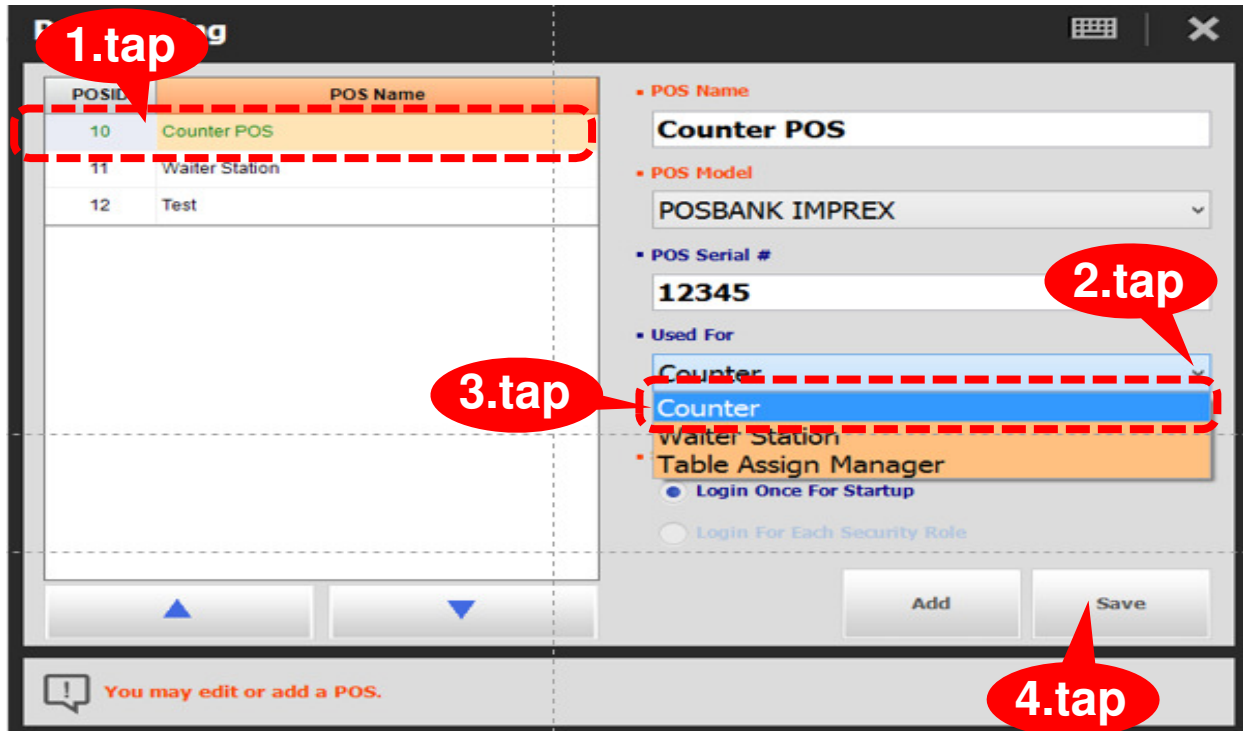 1.tap
POSID POS Name
10 Counter POS
11 Waiter Station
12 Test
POS Name
Counter POS
POS Model
POSBANK IMPREX
POS Serial #
12345
2.tap
Used For
Counter
3.tap
Counter
Waiter Station
Table Assign Manager
Login Once For Startup
Login For Each Security Role
Add Save
You may edit or add a POS.
4.tap